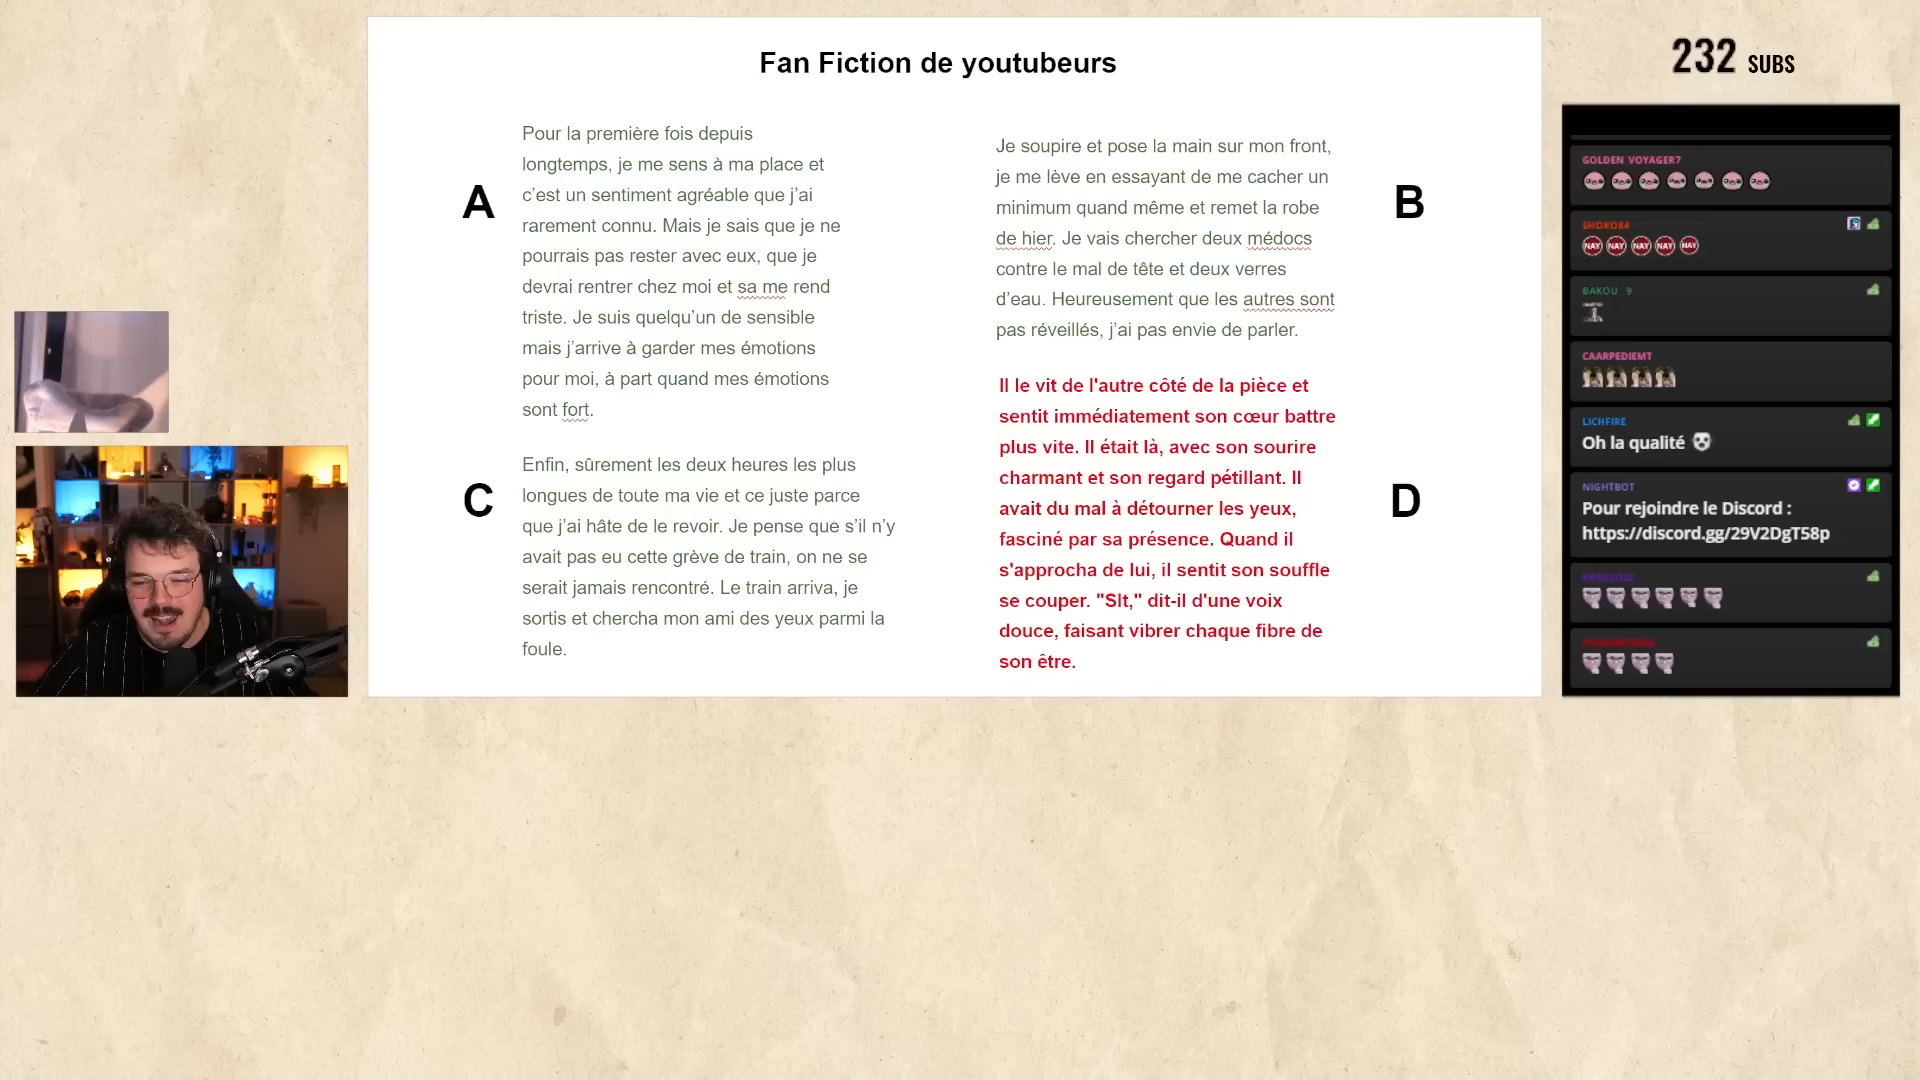 Fan Fiction de youtubeurs
A
Pour la première fois depuis
longtemps, je me sens à ma place et
c’est un sentiment agréable que j’ai
rarement connu. Mais je sais que je ne
pourrais pas rester avec eux, que je
devrai rentrer chez moi et sa me rend
triste. Je suis quelqu’un de sensible
mais j’arrive à garder mes émotions
pour moi, à part quand mes émotions
sont fort.
B
Je soupire et pose la main sur mon front,
je me lève en essayant de me cacher un
minimum quand même et remet la robe
de hier. Je vais chercher deux médocs
contre le mal de tête et deux verres
d’eau. Heureusement que les autres sont
pas réveillés, j’ai pas envie de parler.
C
Enfin, sûrement les deux heures les plus
longues de toute ma vie et ce juste parce
que j’ai hâte de le revoir. Je pense que s’il n’y
avait pas eu cette grève de train, on ne se
serait jamais rencontré. Le train arriva, je
sortis et chercha mon ami des yeux parmi la
foule.
D
Il le vit de l'autre côté de la pièce et
sentit immédiatement son cœur battre
plus vite. Il était là, avec son sourire
charmant et son regard pétillant. Il
avait du mal à détourner les yeux,
fasciné par sa présence. Quand il
s'approcha de lui, il sentit son souffle
se couper. "Slt," dit-il d'une voix
douce, faisant vibrer chaque fibre de
son être.
232 SUBS
GOLDEN VOYAGER7
SHOKO84
NAY NAY NAY NAY NAY
BAKOU 9
CAARPEDIEMT
LICHFIRE
Oh la qualité
NIGHTBOT
Pour rejoindre le Discord :
https://discord.gg/29V2DgT58p